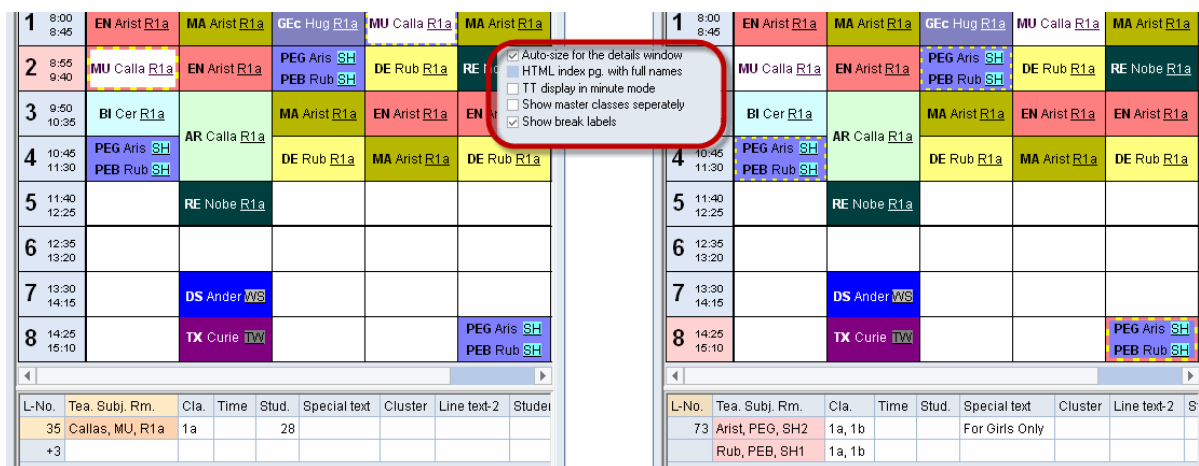 1 8:00 EN Arist R1a MA Arist R1a GEc Hug R1a MU Calla R1a MA Arist R1a
8:45
2 8:55 MU Calla R1a EN Arist R1a PEG Aris SH DE Rub R1a RE
9:40 PEB Rub SH
3 9:50 BI Cer R1a AR Calla R1a MA Arist R1a EN Arist R1a EN
10:35
4 10:45 PEG Aris SH DE Rub R1a MA Arist R1a DE Rub R1a
11:30 PEB Rub SH
5 11:40 RE Nobe R1a
12:25
6 12:35
13:20
7 13:30 DS Ander WS
14:15
8 14:25 TX Curie TW PEG Aris SH
15:10 PEB Rub SH
L-No. Tea. Subj. Rm. Cla. Time Stud. Special text Cluster Line text-2 Studer
35 Callas, MU, R1a 1a 28
+3
Auto-size for the details window
HTML index pg. with full names
TT display in minute mode
Show master classes seperately
Show break labels
1 8:00 EN Arist R1a MA Arist R1a GEc Hug R1a MU Calla R1a MA Arist R1a
8:45
MU Calla R1a EN Arist R1a PEG Aris SH DE Rub R1a RE Nobe R1a
PEB Rub SH
BI Cer R1a AR Calla R1a MA Arist R1a EN Arist R1a EN Arist R1a
4 10:45 PEG Aris SH DE Rub R1a MA Arist R1a DE Rub R1a
11:30 PEB Rub SH
5 11:40 RE Nobe R1a
12:25
6 12:35
13:20
7 13:30 DS Ander WS
14:15
8 14:25 TX Curie TW PEG Aris SH
15:10 PEB Rub SH
L-No. Tea. Subj. Rm. Cla. Time Stud. Special text Cluster Line text-2 S
73 Arist, PEG, SH2 1a, 1b For Girls Only
Rub, PEB, SH1 1a, 1b